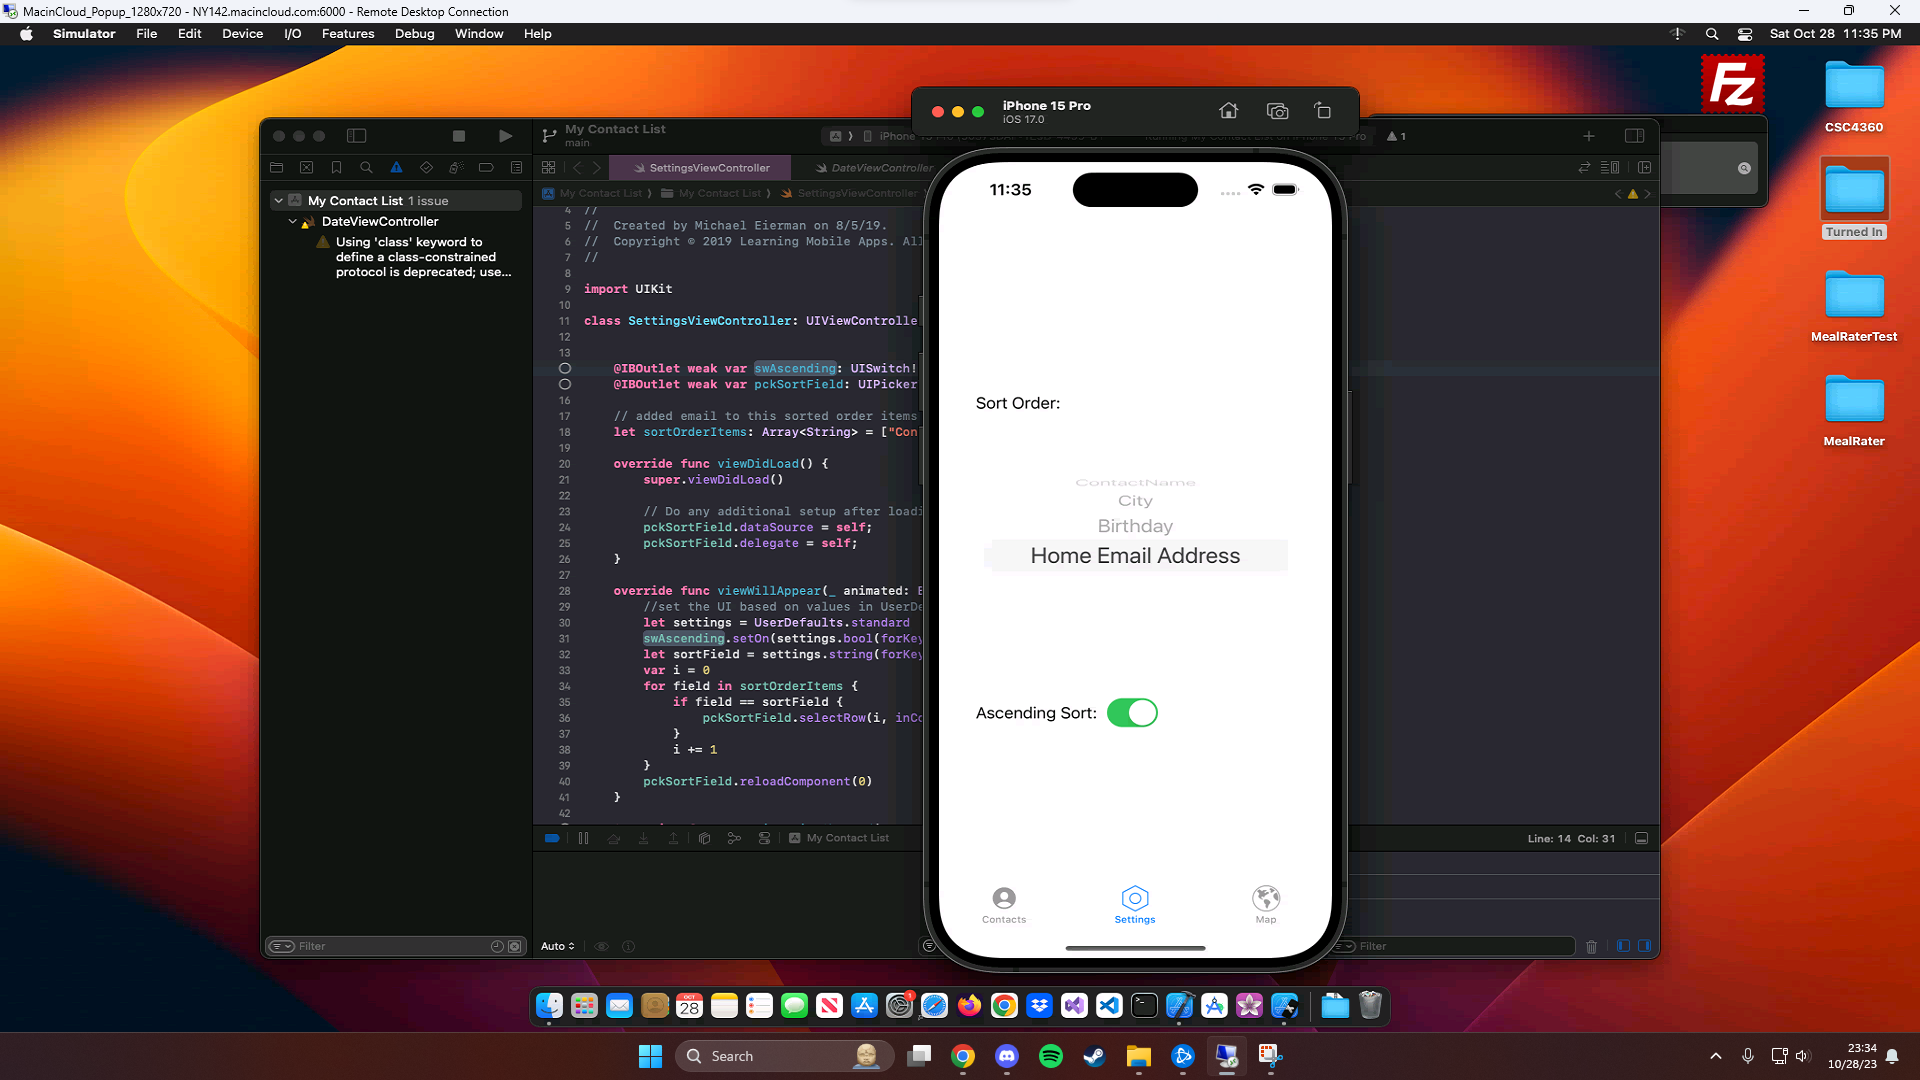 MacinCloud_Popup_1280x720 - NY142.macincloud.com:6000 - Remote Desktop Connection
Simulator File Edit Device I/O Features Debug Window Help
Sat Oct 28 11:35 PM
Fz
CSC4360
Turned In
MealRaterTest
MealRater
My Contact List
main
1
SettingsViewController
DateViewController
My Contact List
My Contact List
SettingsViewController
My Contact List 1 issue
DateViewController
Using 'class' keyword to
define a class-constrained
protocol is deprecated; use...
4 //
5 // Created by Michael Eierman on 8/5/19.
6 // Copyright © 2019 Learning Mobile Apps. All
7 //
8
9 import UIKit
10
11 class SettingsViewController: UIViewControlle
12
13
@IBOutlet weak var swAscending: UISwitch!
@IBOutlet weak var pckSortField: UIPicker
16
17 // added email to this sorted order items
18 let sortOrderItems: Array<String> = ["Con
19
20 override func viewDidLoad() {
21 super.viewDidLoad()
22
23 // Do any additional setup after loadi
24 pckSortField.dataSource = self;
25 pckSortField.delegate = self;
26 }
27
28 override func viewWillAppear(_ animated: B
29 //set the UI based on values in UserDe
30 let settings = UserDefaults.standard
31 swAscending.setOn(settings.bool(forKey
32 let sortField = settings.string(forKey
33 var i = 0
34 for field in sortOrderItems {
35 if field == sortField {
36 pckSortField.selectRow(i, inCo
37 }
38 i += 1
39 }
40 pckSortField.reloadComponent(0)
41 }
42
My Contact List
Line: 14 Col: 31
Filter
Auto
Filter
iPhone 15 Pro
iOS 17.0
11:35
Sort Order:
ContactName
City
Birthday
Home Email Address
Ascending Sort:
Contacts
Settings
Map
OCT
28
1
Search
23:34
10/28/23